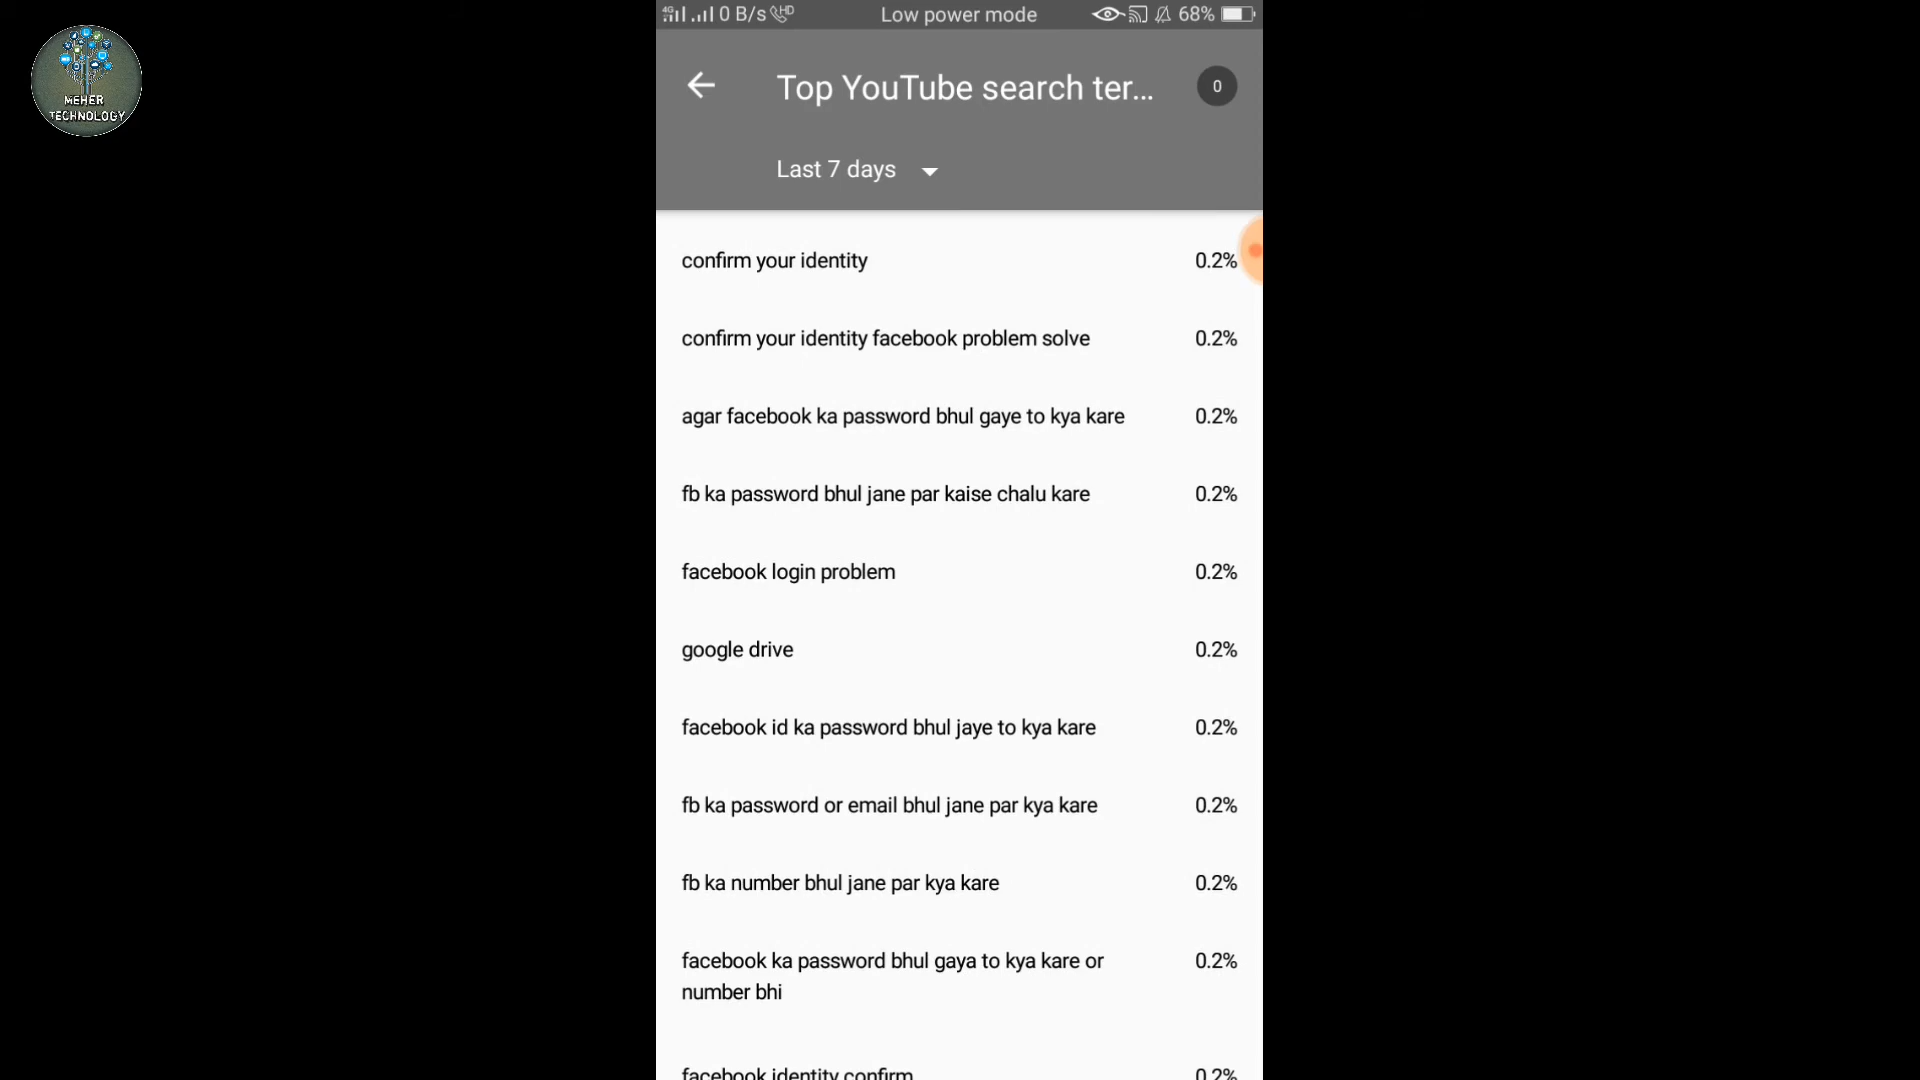 MEHER
TECHNOLOGY
4G 0 B/s HD Low power mode 68%
Top YouTube search ter... 0
Last 7 days
confirm your identity 0.2%
confirm your identity facebook problem solve 0.2%
agar facebook ka password bhul gaye to kya kare 0.2%
fb ka password bhul jane par kaise chalu kare 0.2%
facebook login problem 0.2%
google drive 0.2%
facebook id ka password bhul jaye to kya kare 0.2%
fb ka password or email bhul jane par kya kare 0.2%
fb ka number bhul jane par kya kare 0.2%
facebook ka password bhul gaya to kya kare or 0.2%
number bhi
facebook identity confirm 0.2%